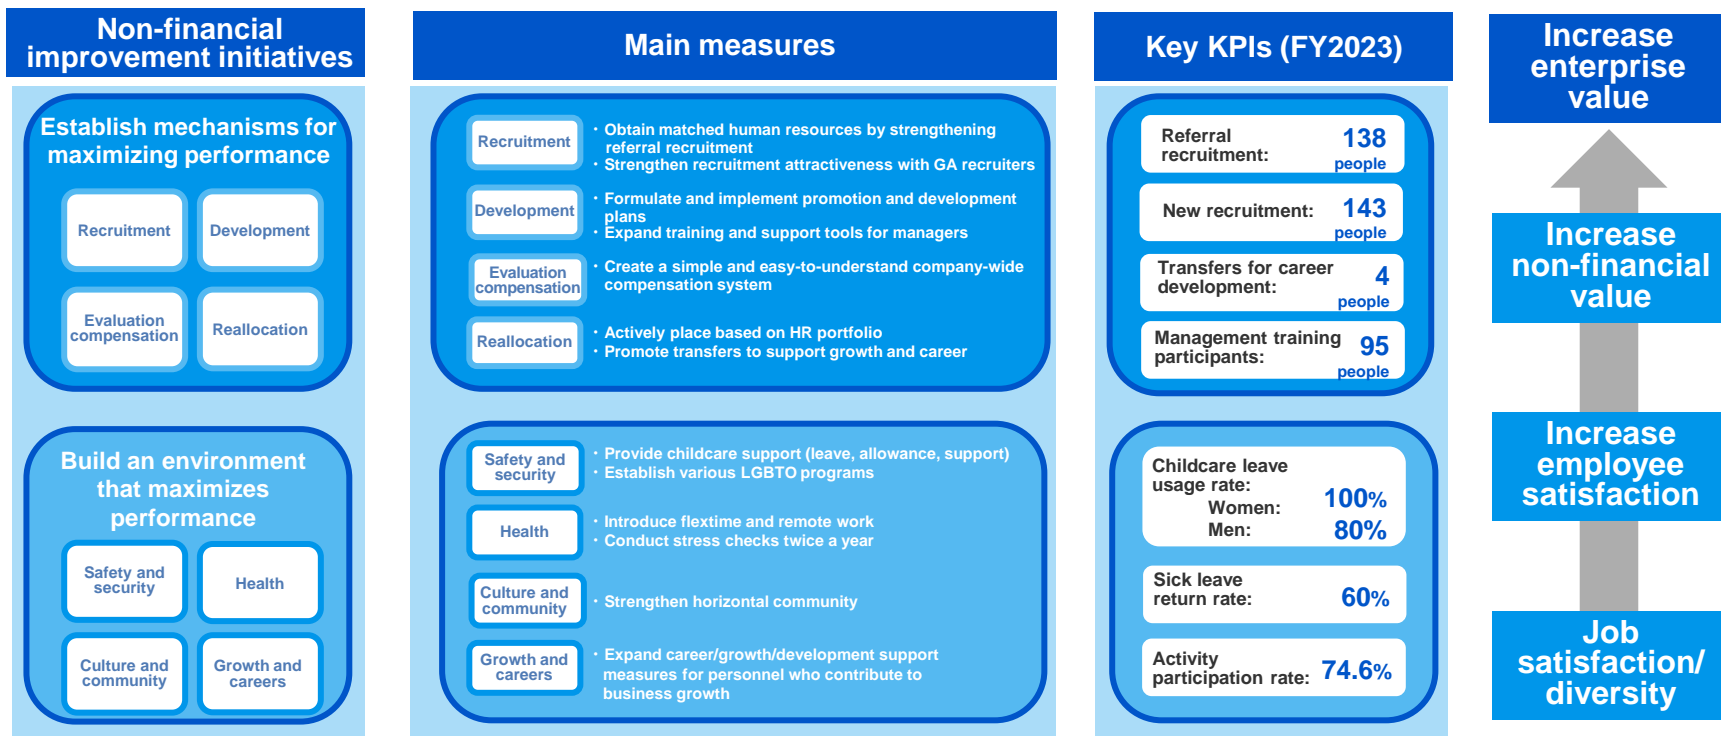 Non-financial
improvement initiatives
Establish mechanisms for
maximizing performance
Recruitment
Development
Evaluation
compensation
Reallocation
Build an environment
that maximizes
performance
Safety and
security
Health
Culture and
community
Growth and
careers
Main measures
Recruitment
・Obtain matched human resources by strengthening
referral recruitment
・Strengthen recruitment attractiveness with GA recruiters
Development
・Formulate and implement promotion and development
plans
・Expand training and support tools for managers
Evaluation
compensation
・Create a simple and easy-to-understand company-wide
compensation system
Reallocation
・Actively place based on HR portfolio
・Promote transfers to support growth and career
Safety and
security
・Provide childcare support (leave, allowance, support)
・Establish various LGBTO programs
Health
・Introduce flextime and remote work
・Conduct stress checks twice a year
Culture and
community
・Strengthen horizontal community
Growth and
careers
・Expand career/growth/development support
measures for personnel who contribute to
business growth
Key KPIs (FY2023)
Referral
recruitment:
138
people
New recruitment:
143
people
Transfers for career
development:
4
people
Management training
participants:
95
people
Childcare leave
usage rate:
Women: 100%
Men: 80%
Sick leave
return rate:
60%
Activity
participation rate:
74.6%
Increase
enterprise
value
Increase
non-financial
value
Increase
employee
satisfaction
Job
satisfaction/
diversity